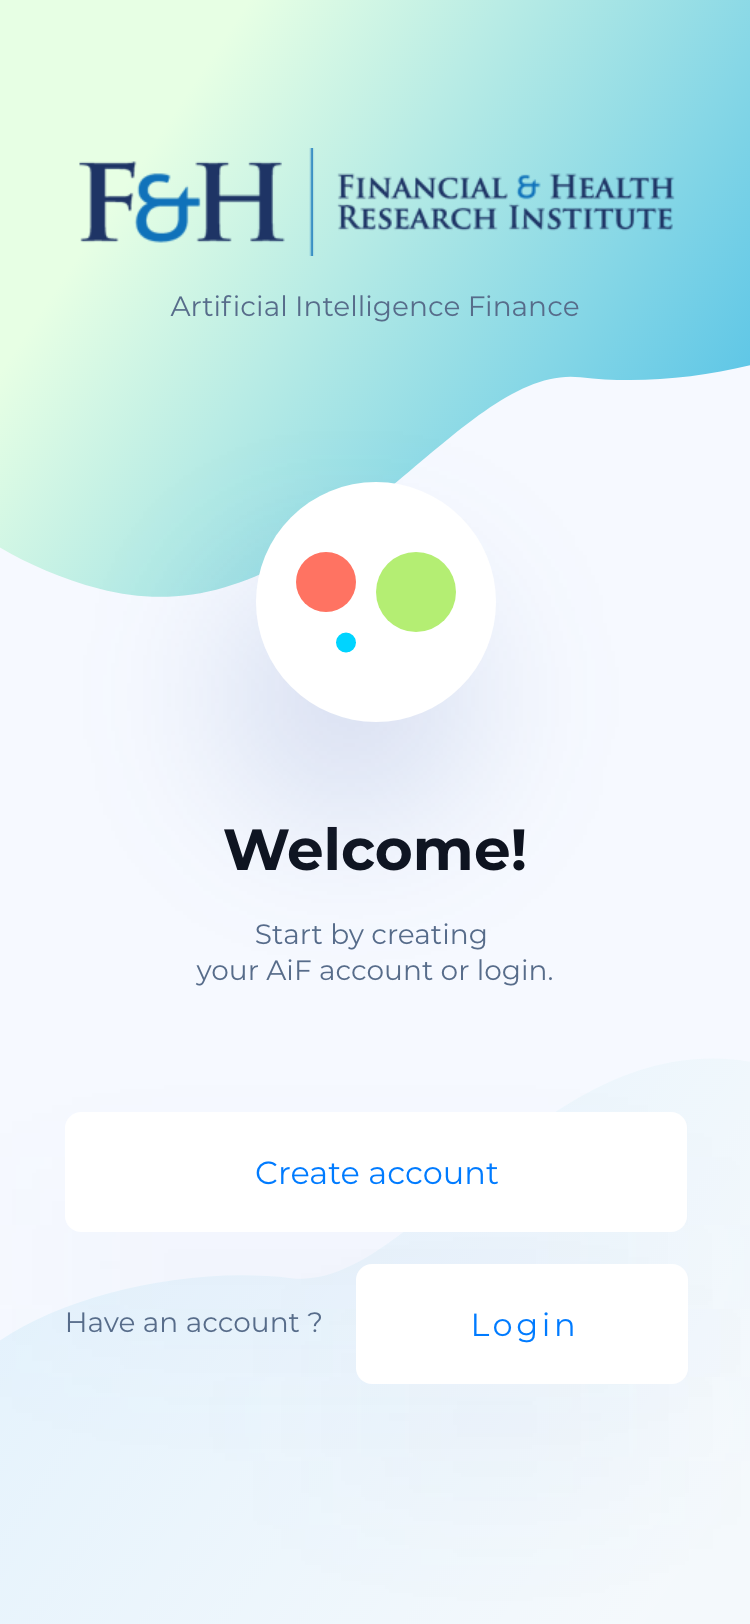 F&H
FINANCIAL & HEALTH
RESEARCH INSTITUTE
Artificial Intelligence Finance
Welcome!
Start by creating
your AiF account or login.
Create account
Have an account ?
Login